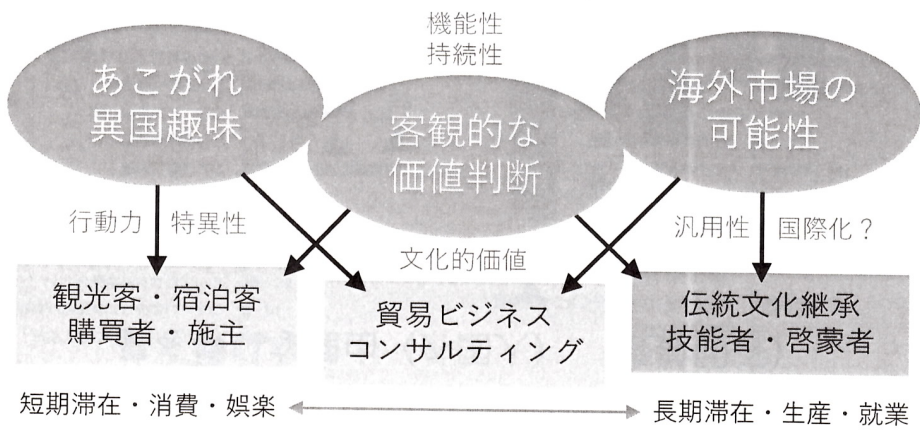 機能性
持続性
あこがれ
異国趣味
客観的な
価値判断
海外市場の
可能性
行動力
特異性
文化的価値
汎用性
国際化？
観光客・宿泊客
購買者・施主
貿易ビジネス
コンサルティング
伝統文化継承
技能者・啓蒙者
短期滞在・消費・娯楽
長期滞在・生産・就業